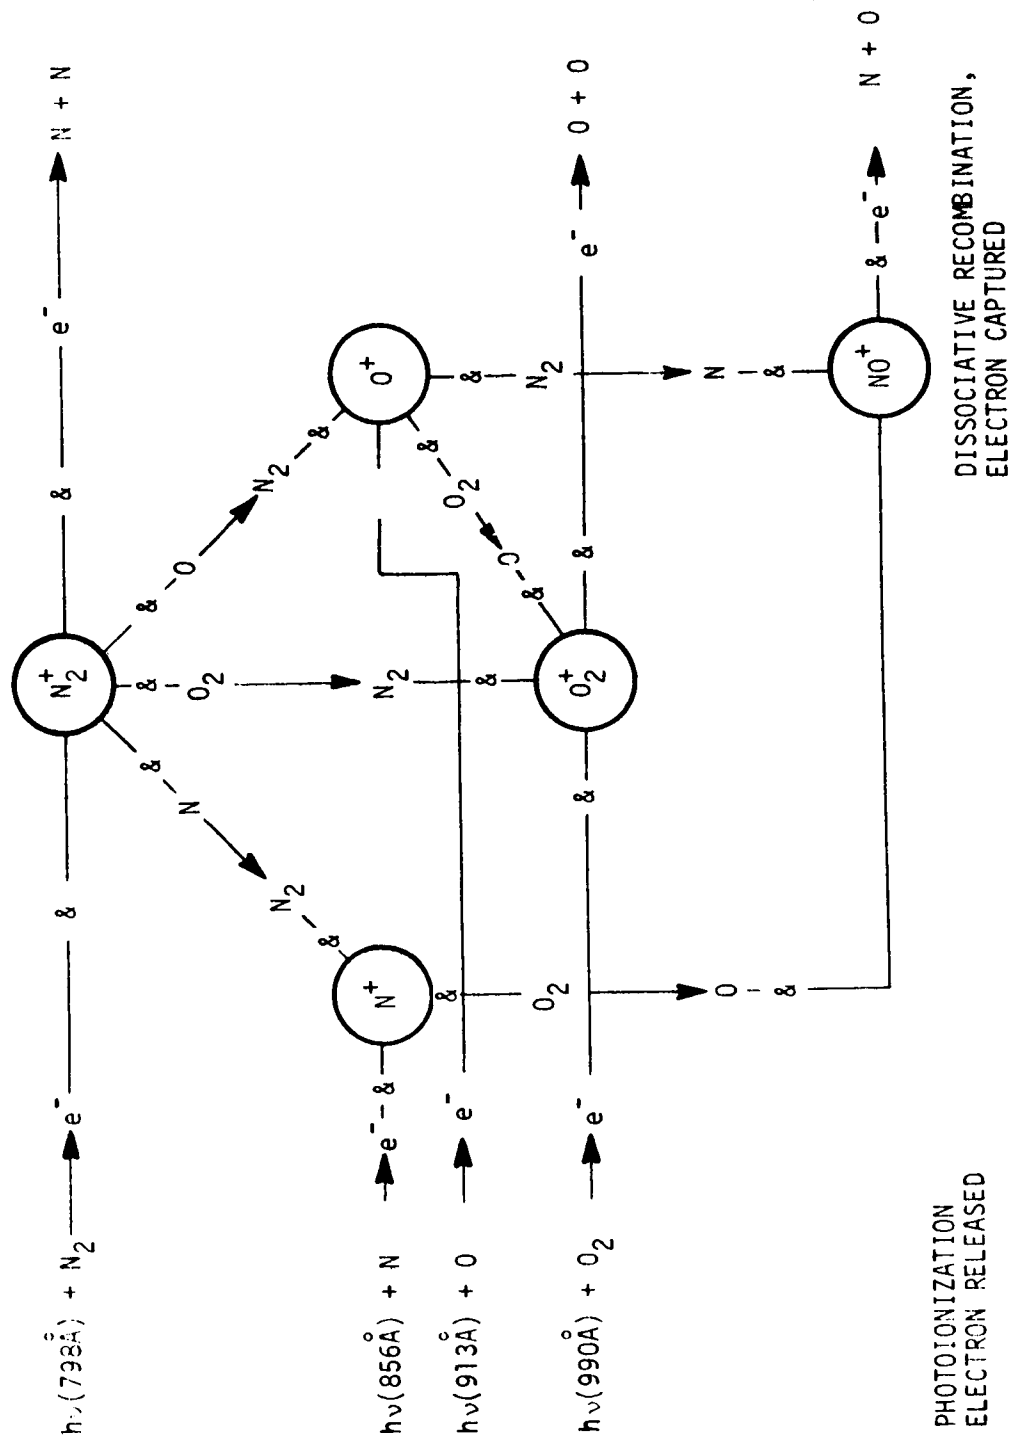 hν(798Å) + N₂ e⁻ & N₂⁺ & e⁻ N + N
& & &
N O₂ O
N₂ N₂
& &
hν(856Å) + N e⁻ & N⁺ O⁺
hν(913Å) + O e⁻
& & & &
O₂
N₂ O N₂
& &
O₂
hν(990Å) + O₂ e⁻ & O₂⁺ & e⁻ O + O
O N
& &
NO⁺ & e⁻ N + O
PHOTOIONIZATION
ELECTRON RELEASED
DISSOCIATIVE RECOMBINATION,
ELECTRON CAPTURED